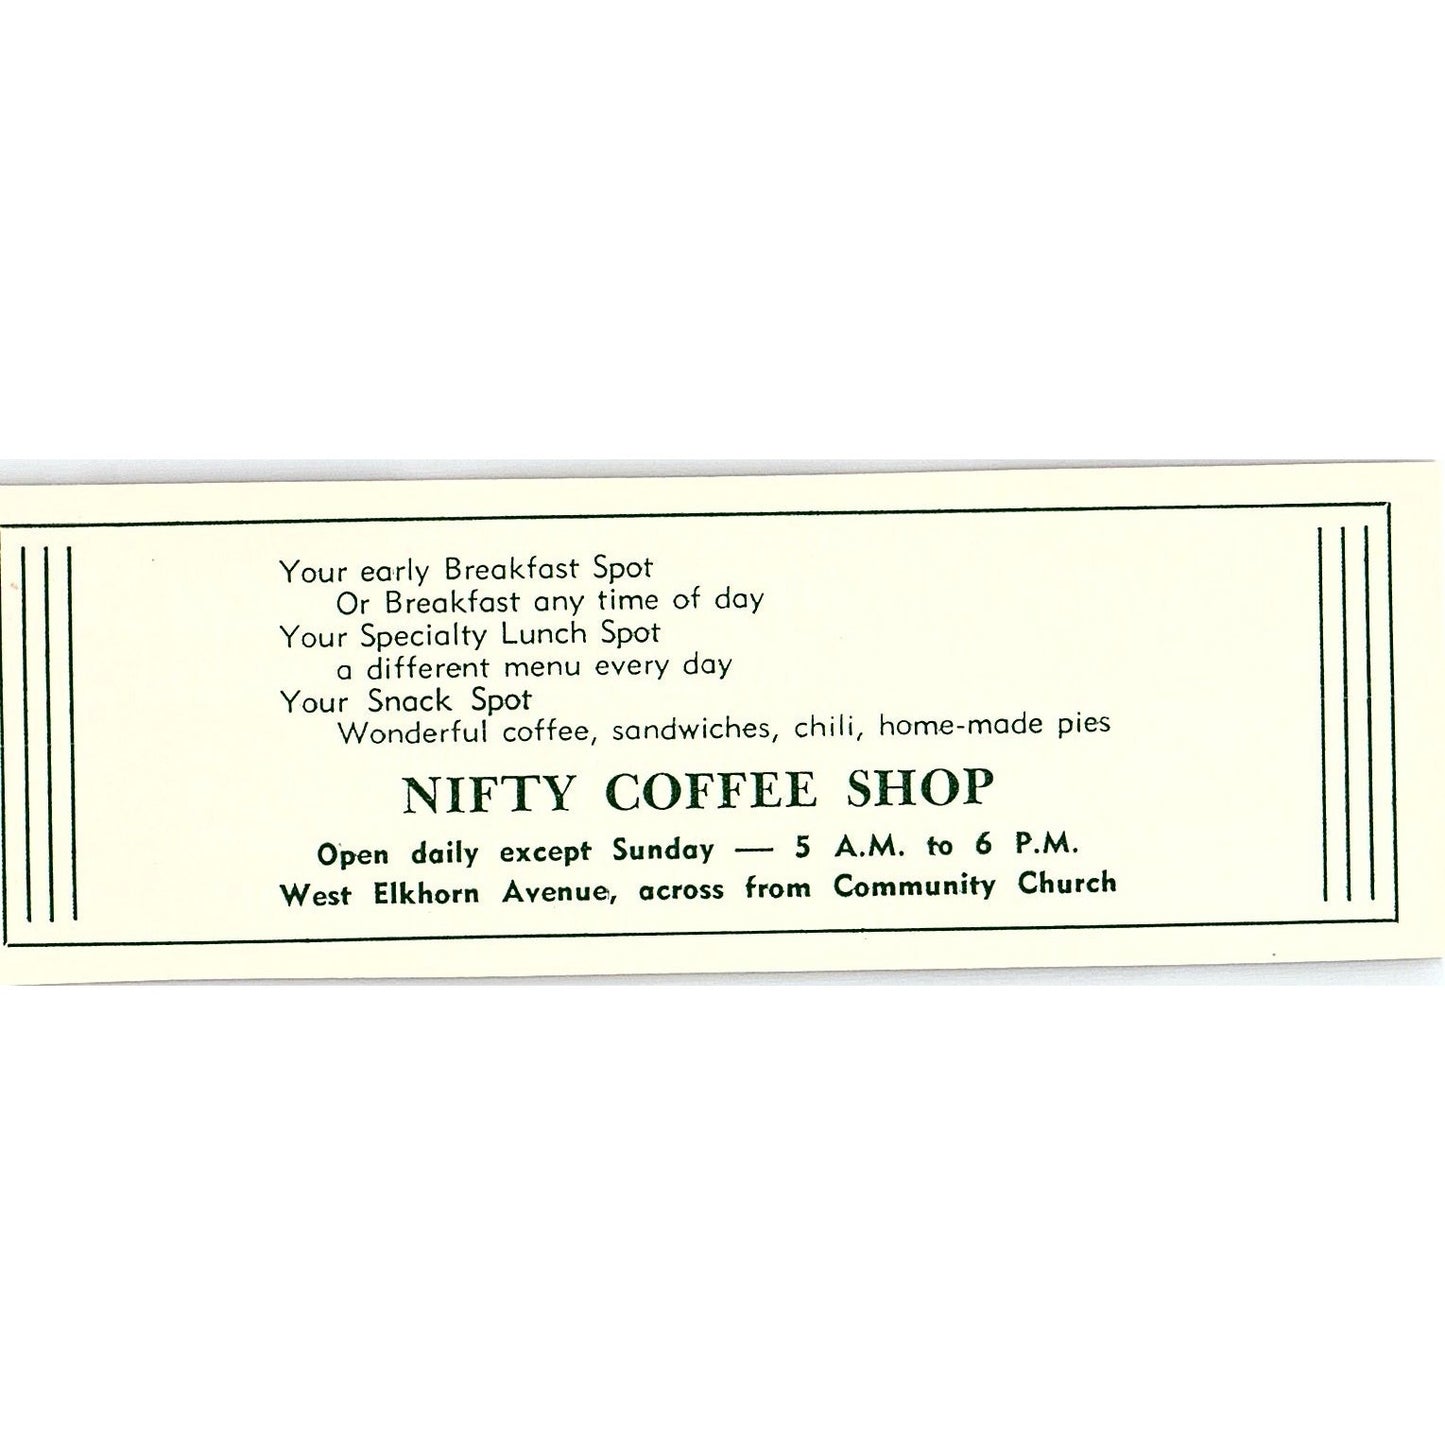 Your early Breakfast Spot
Or Breakfast any time of day
Your Specialty Lunch Spot
a different menu every day
Your Snack Spot
Wonderful coffee, sandwiches, chili, home-made pies
NIFTY COFFEE SHOP
Open daily except Sunday — 5 A.M. to 6 P.M.
West Elkhorn Avenue, across from Community Church